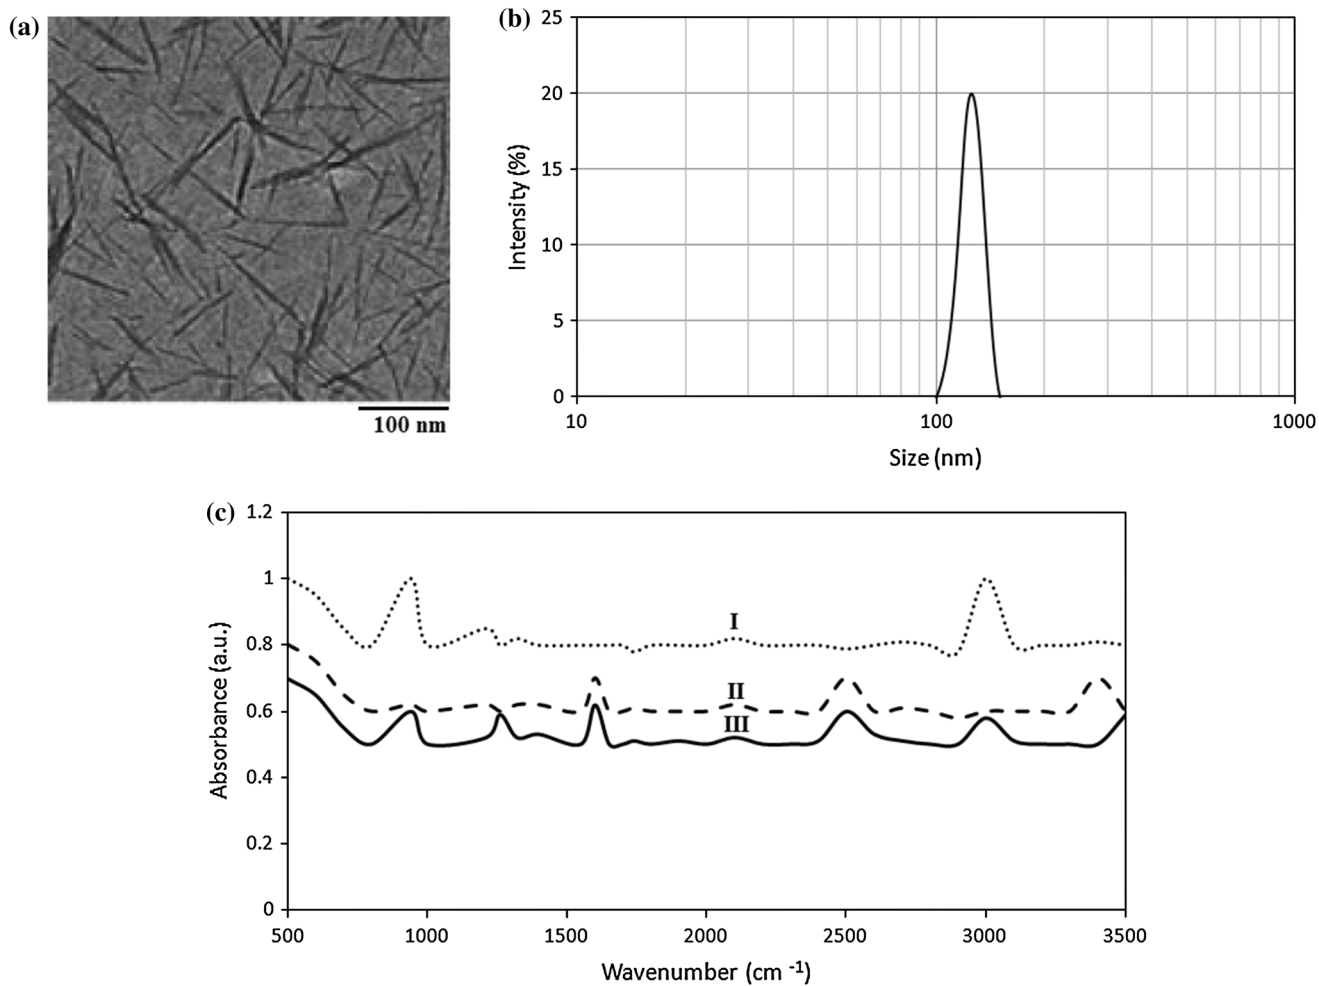 (a)
100 nm
(b)
25
20
15
10
5
0
Intensity (%)
10 100 1000
Size (nm)
(c)
1.2
1
0.8
0.6
0.4
0.2
0
Absorbance (a.u.)
I
II
III
500 1000 1500 2000 2500 3000 3500
Wavenumber (cm -1)